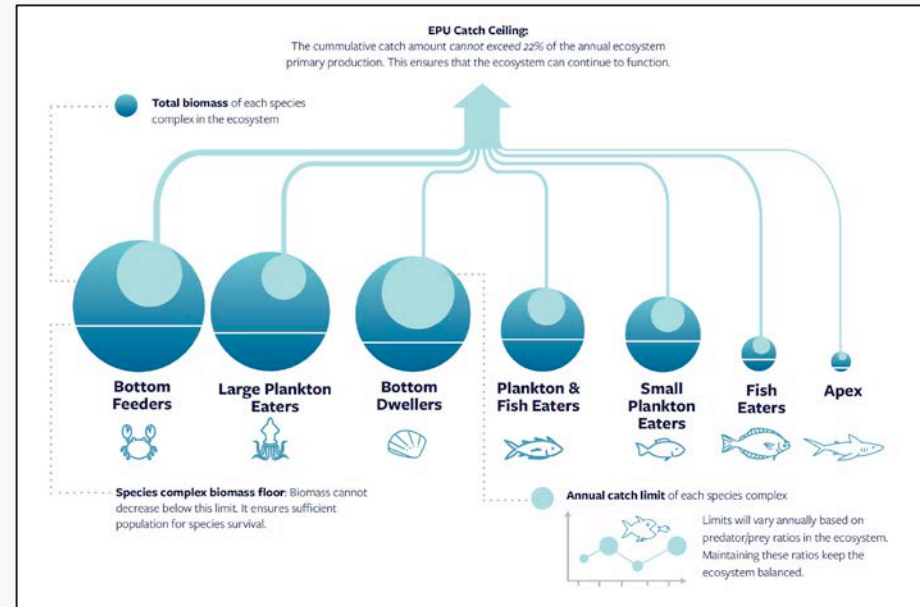 EPU Catch Ceiling:
The cummulative catch amount cannot exceed 22% of the annual ecosystem
primary production. This ensures that the ecosystem can continue to function.
Total biomass of each species
complex in the ecosystem
Bottom
Feeders
Large Plankton
Eaters
Bottom
Dwellers
Plankton &
Fish Eaters
Small
Plankton
Eaters
Fish
Eaters
Apex
Species complex biomass floor: Biomass cannot
decrease below this limit. It ensures sufficient
population for species survival.
Annual catch limit of each species complex
Limits will vary annually based on
predator/prey ratios in the ecosystem.
Maintaining these ratios keep the
ecosystem balanced.